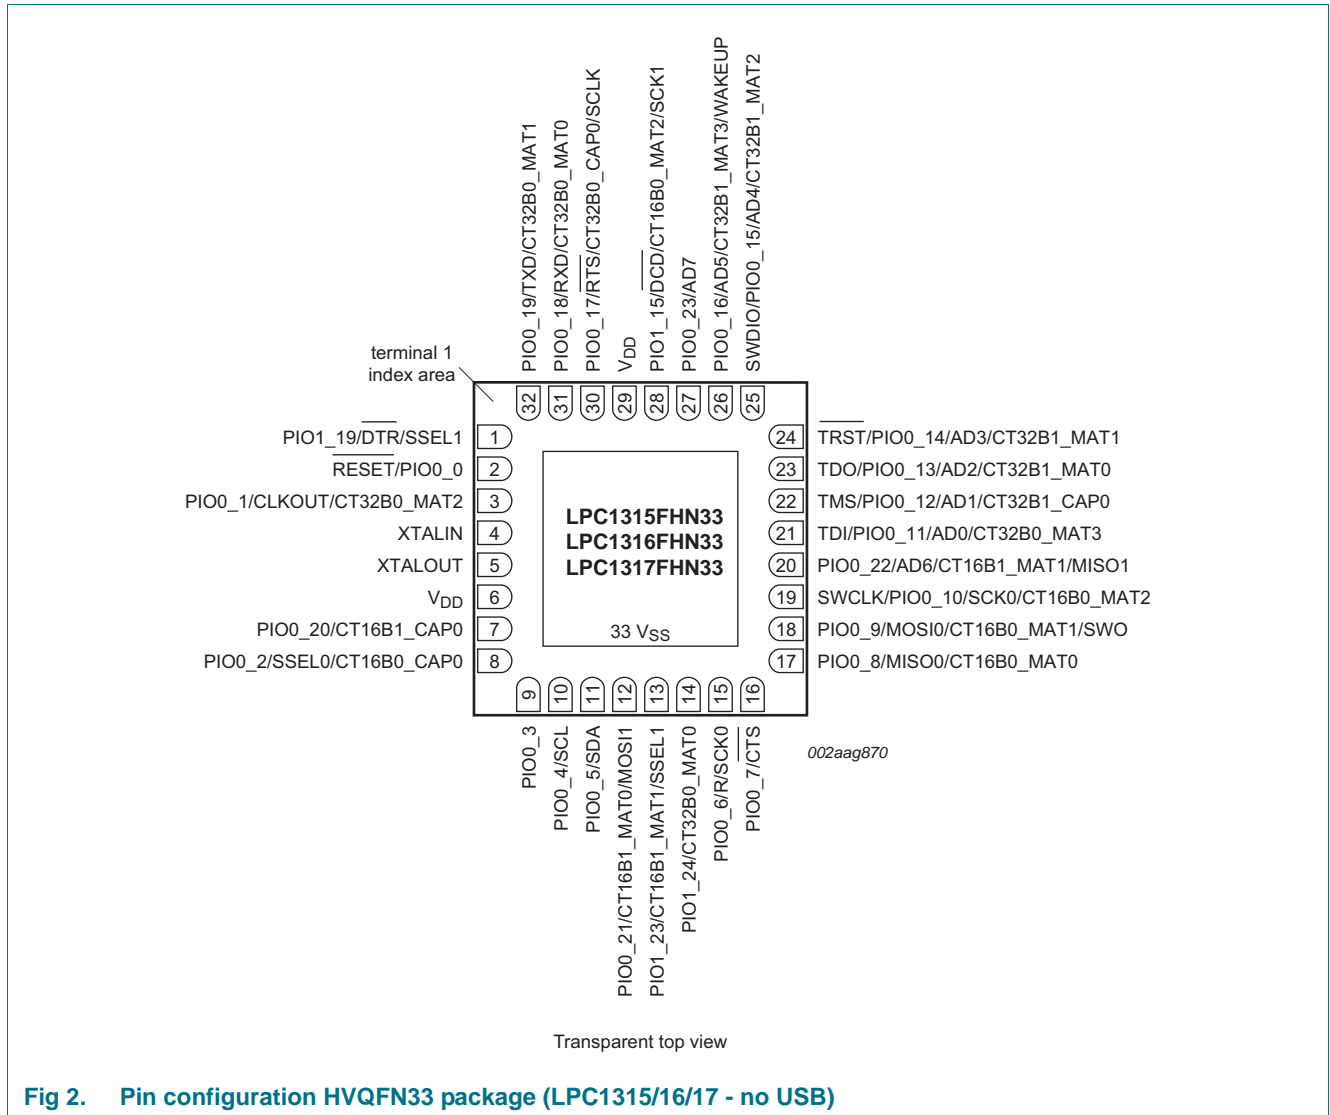 PIO0_19/TXD/CT32B0_MAT1
PIO0_18/RXD/CT32B0_MAT0
PIO0_17/RTS/CT32B0_CAP0/SCLK
VDD
PIO1_15/DCD/CT16B0_MAT2/SCK1
PIO0_23/AD7
PIO0_16/AD5/CT32B1_MAT3/WAKEUP
SWDIO/PIO0_15/AD4/CT32B1_MAT2
terminal 1
index area
32
31
30
29
28
27
26
25
PIO1_19/DTR/SSEL1 1
RESET/PIO0_0 2
PIO0_1/CLKOUT/CT32B0_MAT2 3
XTALIN 4
XTALOUT 5
VDD 6
PIO0_20/CT16B1_CAP0 7
PIO0_2/SSEL0/CT16B0_CAP0 8
LPC1315FHN33
LPC1316FHN33
LPC1317FHN33
33 VSS
24 TRST/PIO0_14/AD3/CT32B1_MAT1
23 TDO/PIO0_13/AD2/CT32B1_MAT0
22 TMS/PIO0_12/AD1/CT32B1_CAP0
21 TDI/PIO0_11/AD0/CT32B0_MAT3
20 PIO0_22/AD6/CT16B1_MAT1/MISO1
19 SWCLK/PIO0_10/SCK0/CT16B0_MAT2
18 PIO0_9/MOSI0/CT16B0_MAT1/SWO
17 PIO0_8/MISO0/CT16B0_MAT0
9
10
11
12
13
14
15
16
PIO0_3
PIO0_4/SCL
PIO0_5/SDA
PIO0_21/CT16B1_MAT0/MOSI1
PIO1_23/CT16B1_MAT1/SSEL1
PIO1_24/CT32B0_MAT0
PIO0_6/R/SCK0
PIO0_7/CTS
002aag870
Transparent top view
Fig 2. Pin configuration HVQFN33 package (LPC1315/16/17 - no USB)